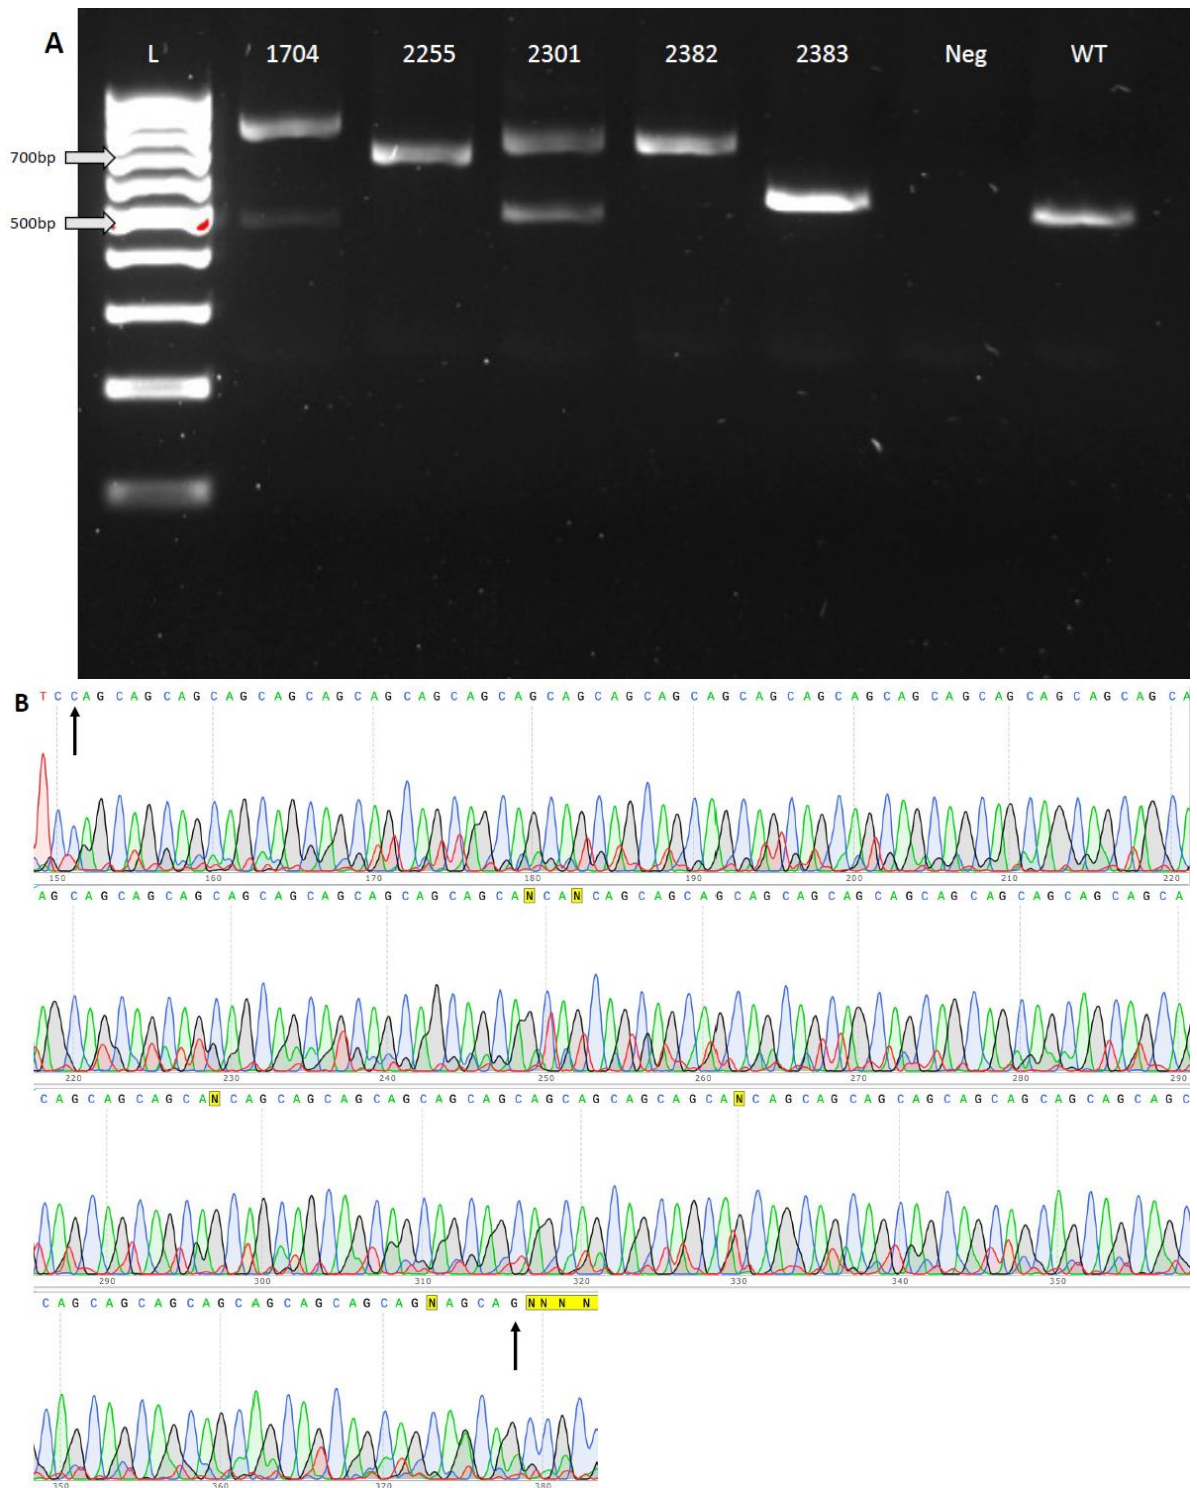 A
L 1704 2255 2301 2382 2383 Neg WT
700bp
500bp
B
T C C A G C A G C A G C A G C A G C A G C A G C A G C A G C A G C A G C A G C A G C A G C A G C A G C A G C A G C A G C A G C A G C A G C A G C A
150 160 170 180 190 200 210 220
A G C A G C A G C A G C A G C A G C A G C A G C A G C A G C A N C A N C A G C A G C A G C A G C A G C A G C A G C A G C A G C A G C A G C A G C A
220 230 240 250 260 270 280 290
C A G C A G C A G C A N C A G C A G C A G C A G C A G C A G C A G C A G C A G C A G C A N C A G C A G C A G C A G C A G C A G C A G C A G C A G C
290 300 310 320 330 340 350
C A G C A G C A G C A G C A G C A G C A G C A G N A G C A G N N N N
350 360 370 380